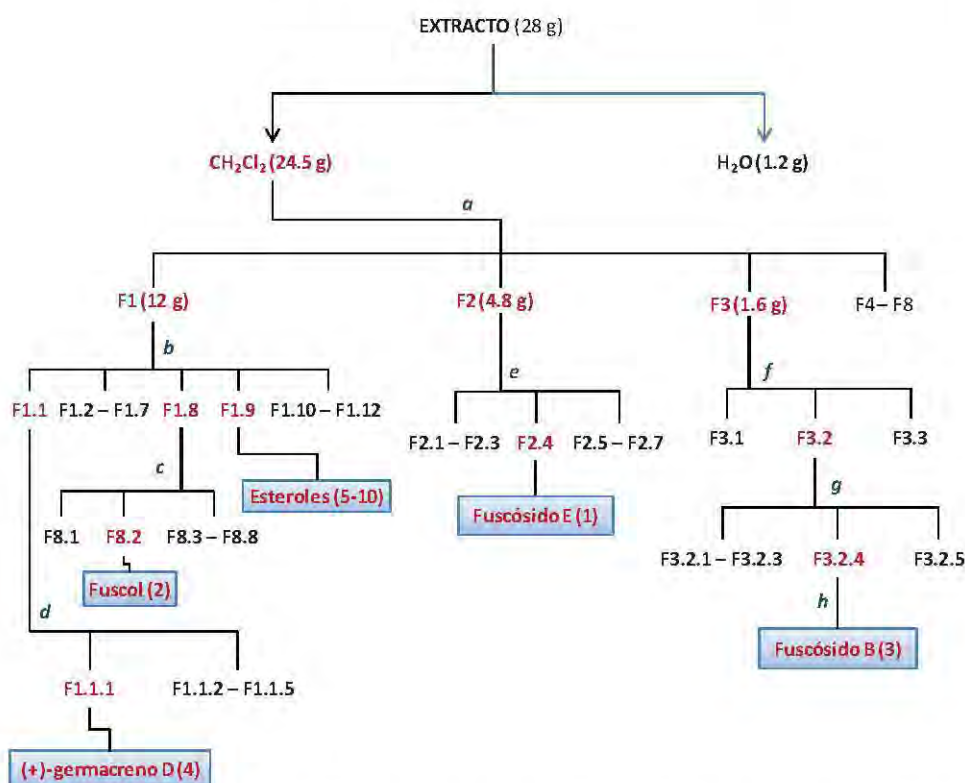 EXTRACTO (28 g)
CH₂Cl₂ (24.5 g)
H₂O (1.2 g)
a
F1 (12 g)
F2 (4.8 g)
F3 (1.6 g)
F4 – F8
b
e
f
F1.1 F1.2 – F1.7 F1.8 F1.9 F1.10 – F1.12
F2.1 – F2.3 F2.4 F2.5 – F2.7
F3.1 F3.2 F3.3
c
g
Esteroles (5-10)
Fuscósido E (1)
F8.1 F8.2 F8.3 – F8.8
F3.2.1 – F3.2.3 F3.2.4 F3.2.5
Fuscol (2)
d
h
Fuscósido B (3)
F1.1.1 F1.1.2 – F1.1.5
(+)-germacreno D (4)